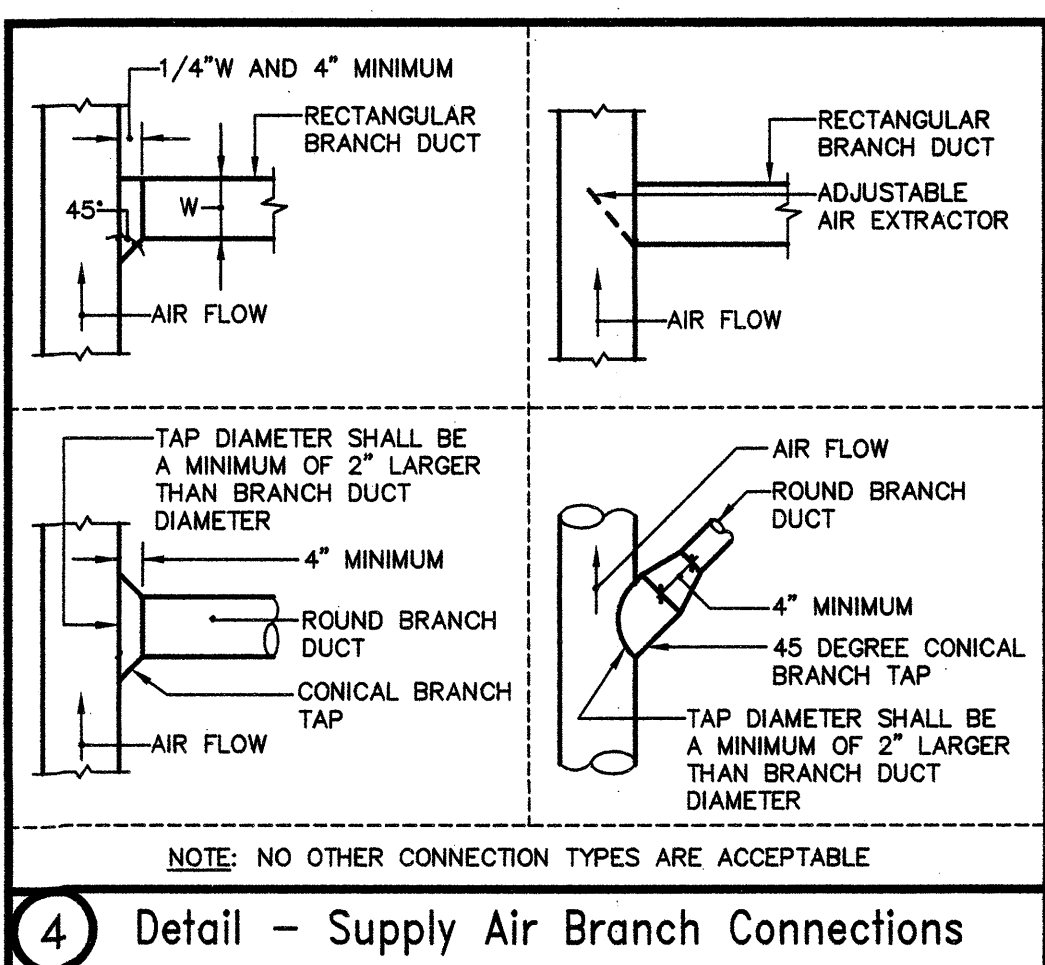 1/4"W AND 4" MINIMUM
RECTANGULAR
BRANCH DUCT
45°
W
AIR FLOW
RECTANGULAR
BRANCH DUCT
ADJUSTABLE
AIR EXTRACTOR
AIR FLOW
TAP DIAMETER SHALL BE
A MINIMUM OF 2" LARGER
THAN BRANCH DUCT
DIAMETER
4" MINIMUM
ROUND BRANCH
DUCT
CONICAL BRANCH
TAP
AIR FLOW
AIR FLOW
ROUND BRANCH
DUCT
4" MINIMUM
45 DEGREE CONICAL
BRANCH TAP
TAP DIAMETER SHALL BE
A MINIMUM OF 2" LARGER
THAN BRANCH DUCT
DIAMETER
NOTE: NO OTHER CONNECTION TYPES ARE ACCEPTABLE
4 Detail – Supply Air Branch Connections